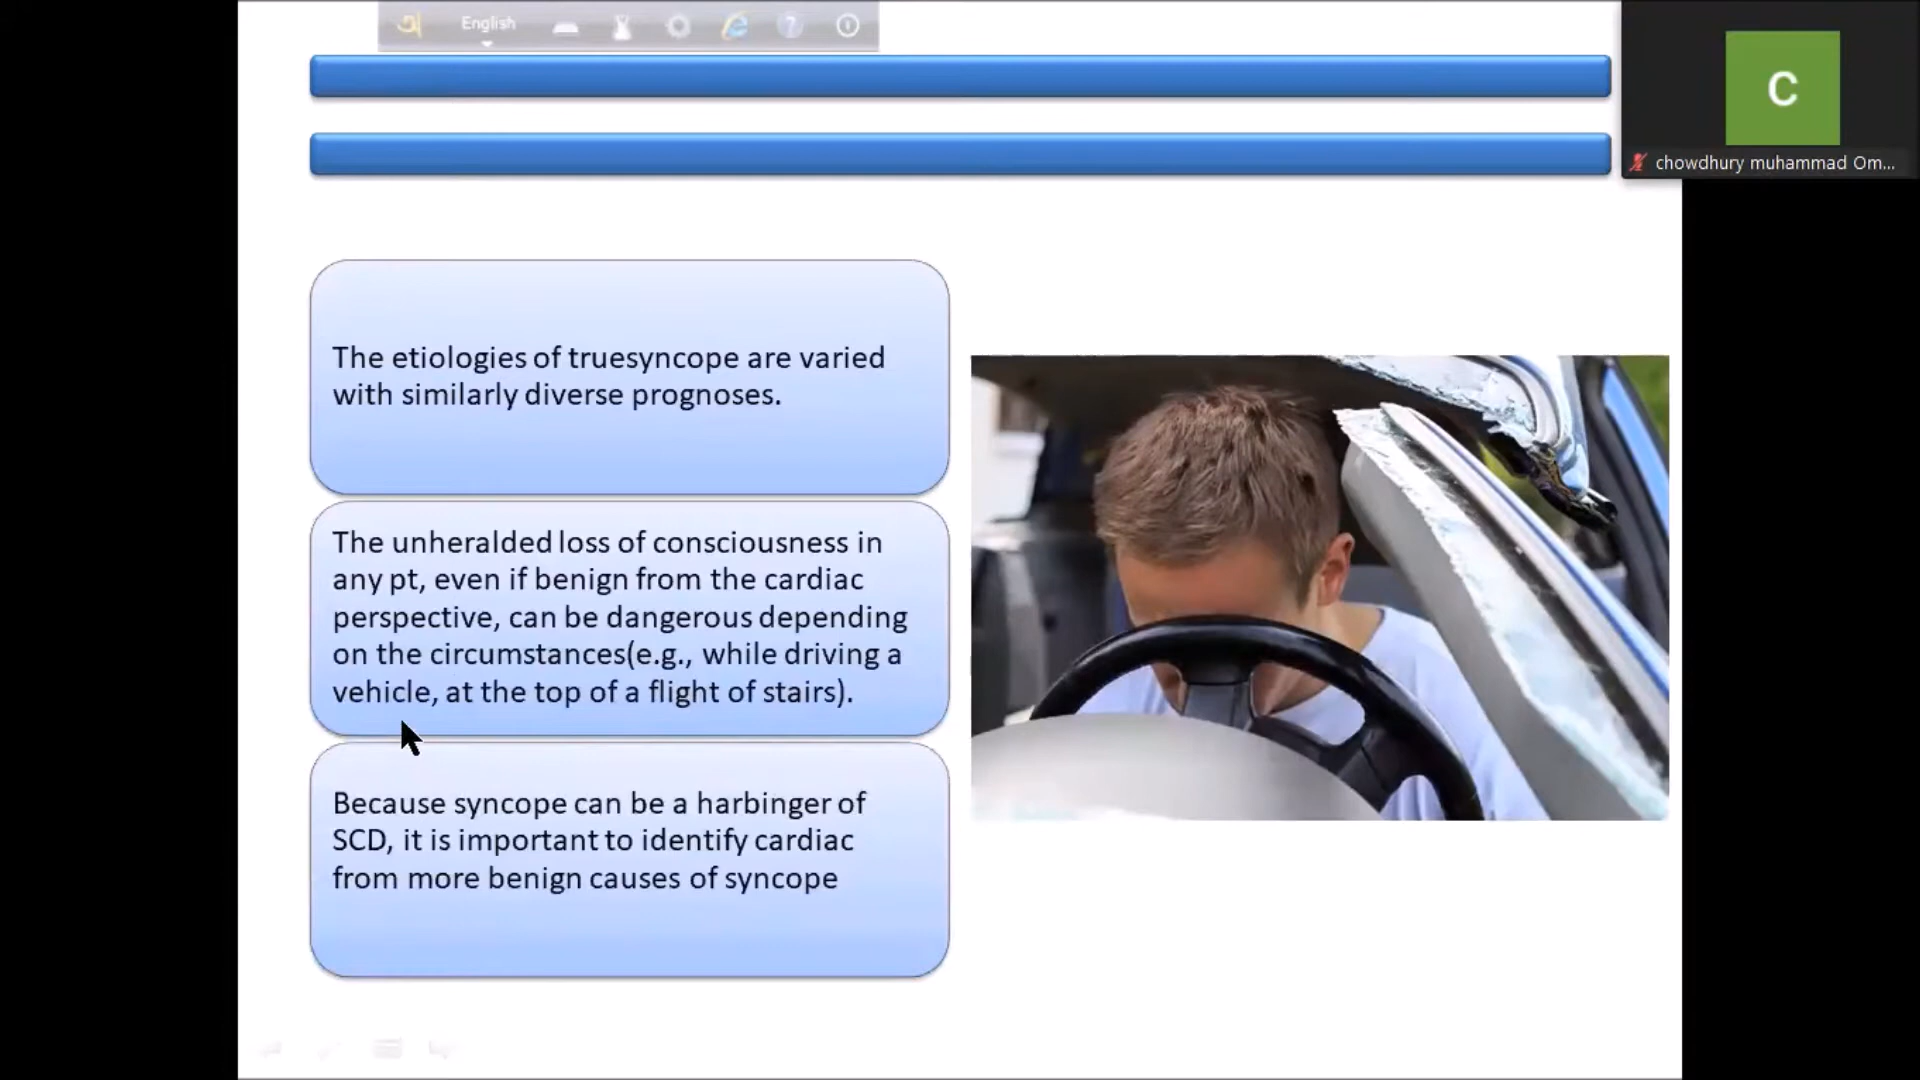 English
C
chowdhury muhammad Om...
The etiologies of truesyncope are varied
with similarly diverse prognoses.
The unheralded loss of consciousness in
any pt, even if benign from the cardiac
perspective, can be dangerous depending
on the circumstances(e.g., while driving a
vehicle, at the top of a flight of stairs).
Because syncope can be a harbinger of
SCD, it is important to identify cardiac
from more benign causes of syncope